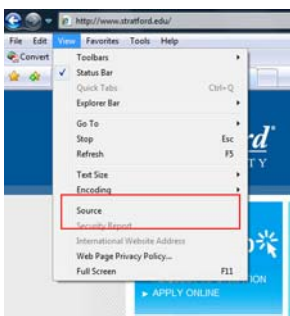 http://www.stratford.edu/
File Edit View Favorites Tools Help
Convert
Toolbars
Status Bar
Quick Tabs Ctrl+Q
Explorer Bar
Go To
Stop Esc
Refresh F5
Text Size
Encoding
Source
Security Report
International Website Address
Web Page Privacy Policy...
Full Screen F11
APPLY ONLINE